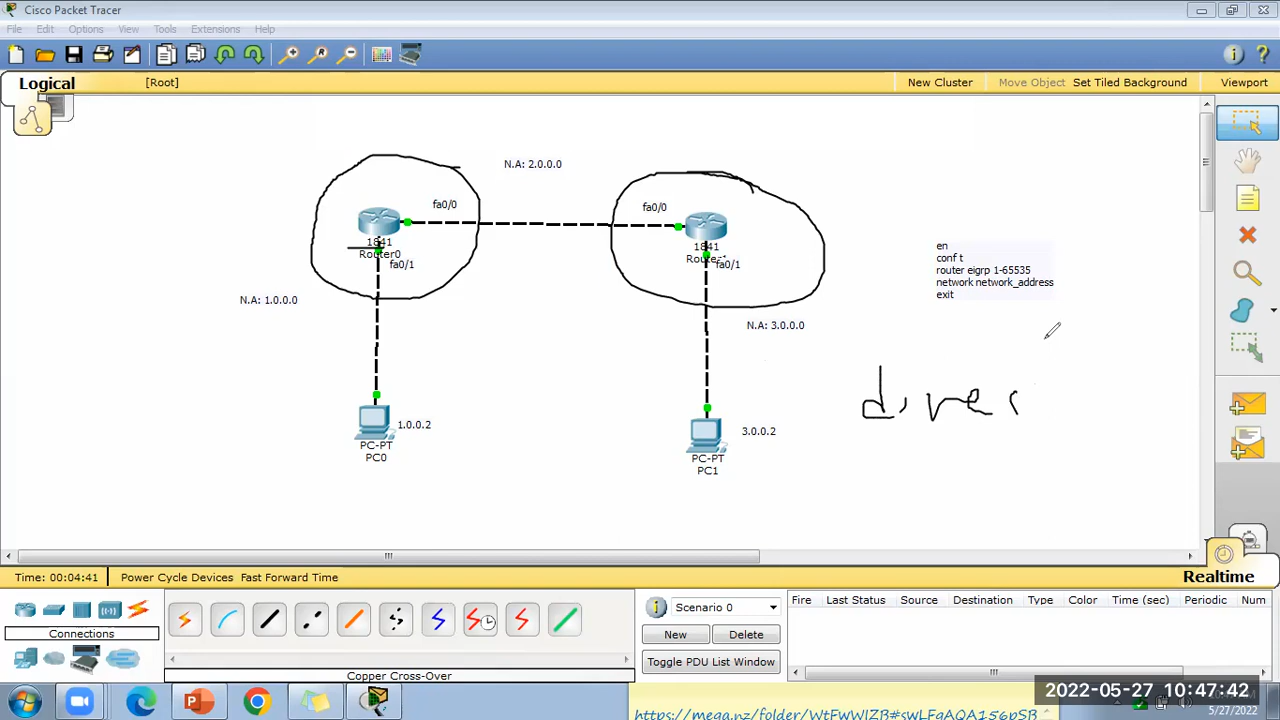 Cisco Packet Tracer
File Edit Options View Tools Extensions Help
Logical [Root] New Cluster Move Object Set Tiled Background Viewport
N.A: 2.0.0.0
fa0/0
fa0/0
1841
Router0
fa0/1
1841
fa0/1
en
conf t
router eigrp 1-65535
network network_address
exit
N.A: 1.0.0.0
N.A: 3.0.0.0
1.0.0.2
PC-PT
PC0
3.0.0.2
PC-PT
PC1
Time: 00:04:41 Power Cycle Devices Fast Forward Time
Realtime
Connections
Copper Cross-Over
Scenario 0
New Delete
Toggle PDU List Window
Fire Last Status Source Destination Type Color Time (sec) Periodic Num
2022-05-27 10:47:42
5/27/2022